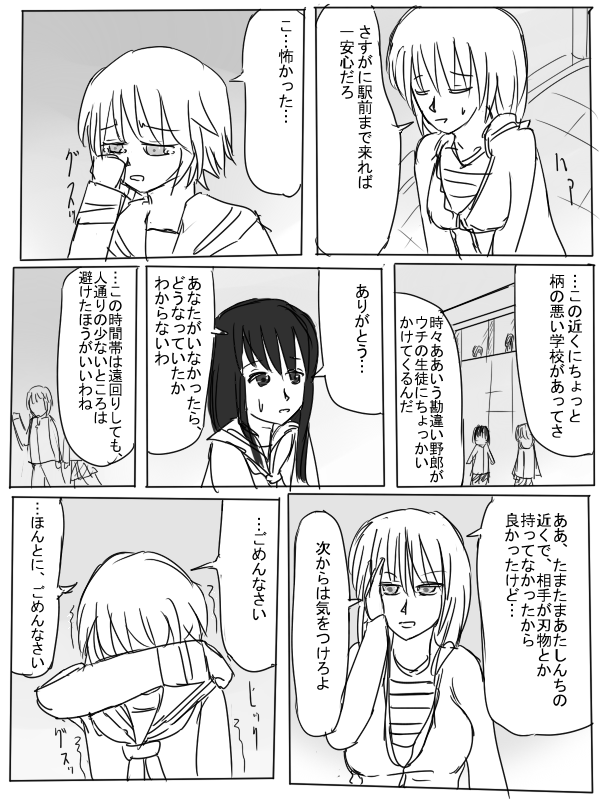 さすがに駅前まで来れば
一安心だろ
ハァ
こ…怖かった…
グスッ
…この近くにちょっと
柄の悪い学校があってさ
時々ああいう勘違い野郎が
ウチの生徒にちょっかい
かけてくるんだ
ありがとう…
あなたがいなかったら、
どうなっていたか
わからないわ
…この時間帯は遠回りしても、
人通りの少ないところは
避けたほうがいいわね
ああ、たまたまあたしんちの
近くで、相手が刃物とか
持ってなかったから
良かったけど…
次からは気をつけろよ
…ごめんなさい
…ほんとに、ごめんなさい
グスッ